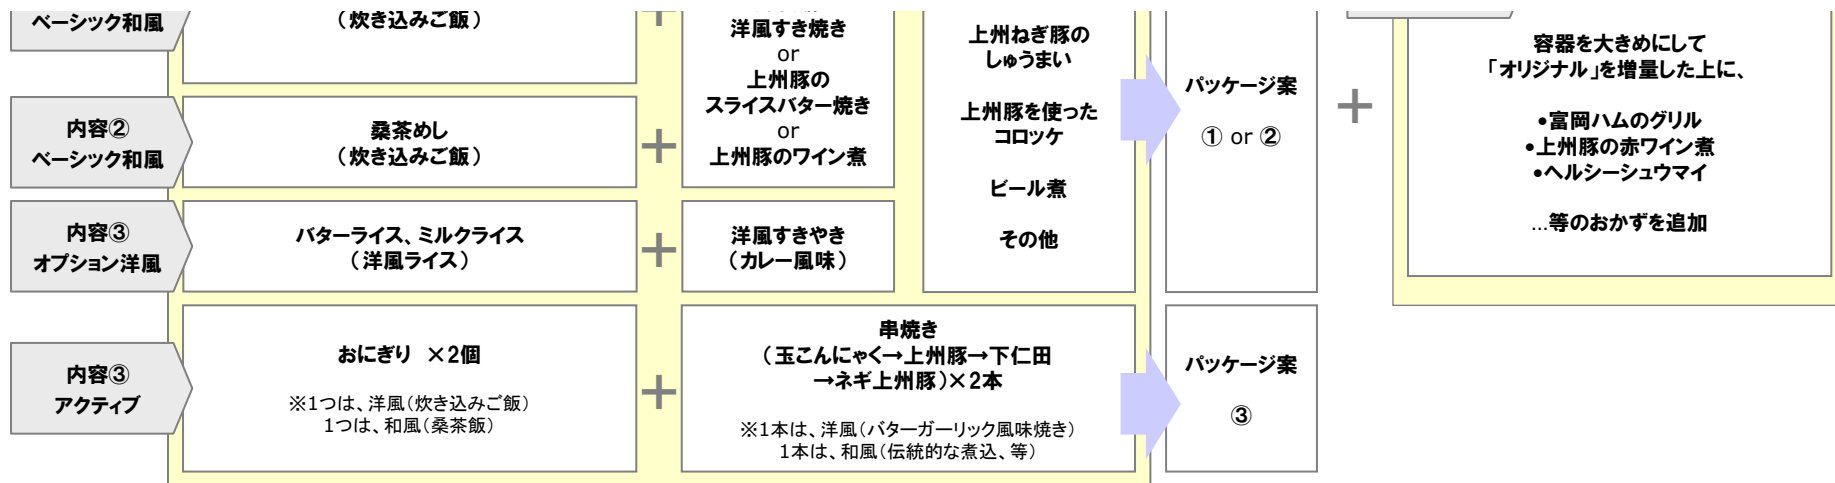 ベーシック和風
（炊き込みご飯）
＋
洋風すき焼き
or
上州豚の
スライスバター焼き
or
上州豚のワイン煮
上州ねぎ豚の
しゅうまい
上州豚を使った
コロッケ
ビール煮
その他
パッケージ案
① or ②
＋
容器を大きめにして
「オリジナル」を増量した上に、
•富岡ハムのグリル
•上州豚の赤ワイン煮
•ヘルシーシュウマイ
…等のおかずを追加
内容②
ベーシック和風
桑茶めし
（炊き込みご飯）
＋
内容③
オプション洋風
バターライス、ミルクライス
（洋風ライス）
＋
洋風すきやき
（カレー風味）
内容③
アクティブ
おにぎり　×2個
※1つは、洋風（炊き込みご飯）
1つは、和風（桑茶飯）
＋
串焼き
（玉こんにゃく→上州豚→下仁田
→ネギ上州豚）×2本
※1本は、洋風（バターガーリック風味焼き）
1本は、和風（伝統的な煮込、等）
パッケージ案
③